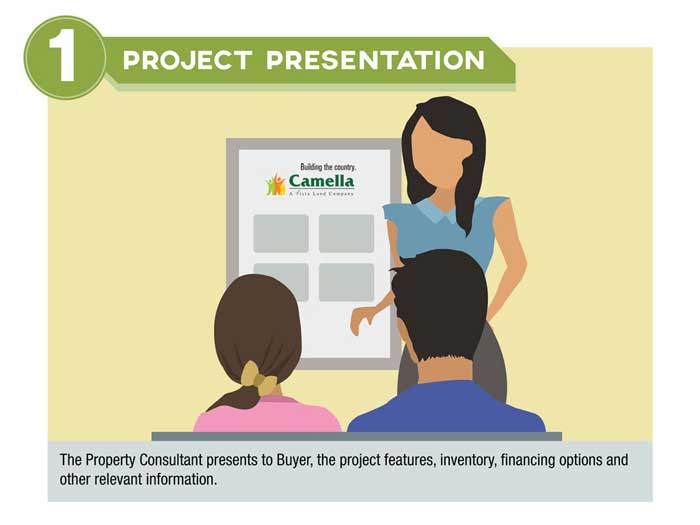 1
PROJECT PRESENTATION
Building the country.
Camella
A Vista Land Company
The Property Consultant presents to Buyer, the project features, inventory, financing options and
other relevant information.